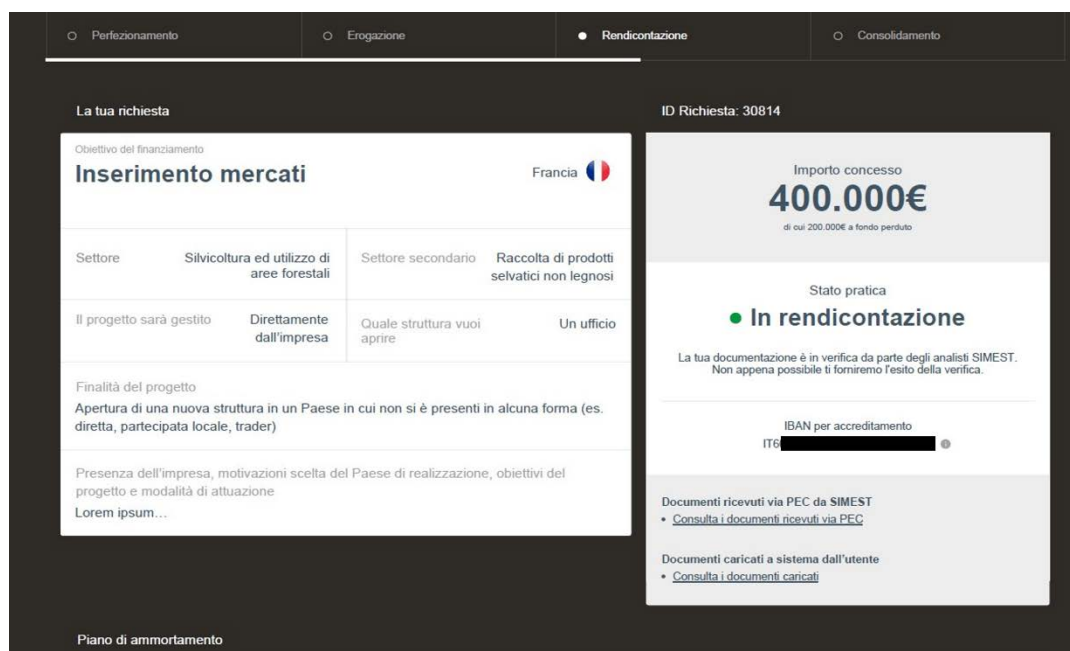 Perfezionamento
Erogazione
Rendicontazione
Consolidamento
La tua richiesta
Obiettivo del finanziamento
Inserimento mercati
Francia
Settore
Silvicoltura ed utilizzo di
aree forestali
Settore secondario
Raccolta di prodotti
selvatici non legnosi
Il progetto sarà gestito
Direttamente
dall'impresa
Quale struttura vuoi
aprire
Un ufficio
Finalità del progetto
Apertura di una nuova struttura in un Paese in cui non si è presenti in alcuna forma (es.
diretta, partecipata locale, trader)
Presenza dell'impresa, motivazioni scelta del Paese di realizzazione, obiettivi del
progetto e modalità di attuazione
Lorem ipsum…
ID Richiesta: 30814
Importo concesso
400.000€
di cui 200.000€ a fondo perduto
Stato pratica
In rendicontazione
La tua documentazione è in verifica da parte degli analisti SIMEST.
Non appena possibile ti forniremo l'esito della verifica.
IBAN per accreditamento
IT6
Documenti ricevuti via PEC da SIMEST
• Consulta i documenti ricevuti via PEC
Documenti caricati a sistema dall'utente
• Consulta i documenti caricati
Piano di ammortamento